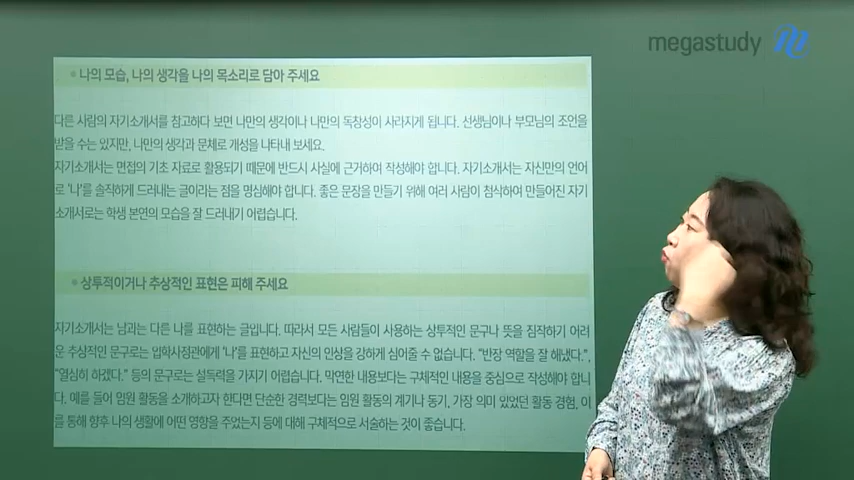 megastudy
• 나의 모습, 나의 생각을 나의 목소리로 담아 주세요
다른 사람의 자기소개서를 참고하다 보면 나만의 생각이나 나만의 독창성이 사라지게 됩니다. 선생님이나 부모님의 조언을
받을 수는 있지만, 나만의 생각과 문체로 개성을 나타내 보세요.
자기소개서는 면접의 기초 자료로 활용되기 때문에 반드시 사실에 근거하여 작성해야 합니다. 자기소개서는 자신만의 언어
로 '나'를 솔직하게 드러내는 글이라는 점을 명심해야 합니다. 좋은 문장을 만들기 위해 여러 사람이 첨삭하여 만들어진 자기
소개서로는 학생 본연의 모습을 잘 드러내기 어렵습니다.
• 상투적이거나 추상적인 표현은 피해 주세요
자기소개서는 남과는 다른 나를 표현하는 글입니다. 따라서 모든 사람들이 사용하는 상투적인 문구나 뜻을 짐작하기 어려
운 추상적인 문구로는 입학사정관에게 '나'를 표현하고 자신의 인상을 강하게 심어줄 수 없습니다. "반장 역할을 잘 해냈다.",
"열심히 하겠다." 등의 문구로는 설득력을 가지기 어렵습니다. 막연한 내용보다는 구체적인 내용을 중심으로 작성해야 합니
다. 예를 들어 임원 활동을 소개하고자 한다면 단순한 경력보다는 임원 활동의 계기나 동기, 가장 의미 있었던 활동 경험, 이
를 통해 향후 나의 생활에 어떤 영향을 주었는지 등에 대해 구체적으로 서술하는 것이 좋습니다.